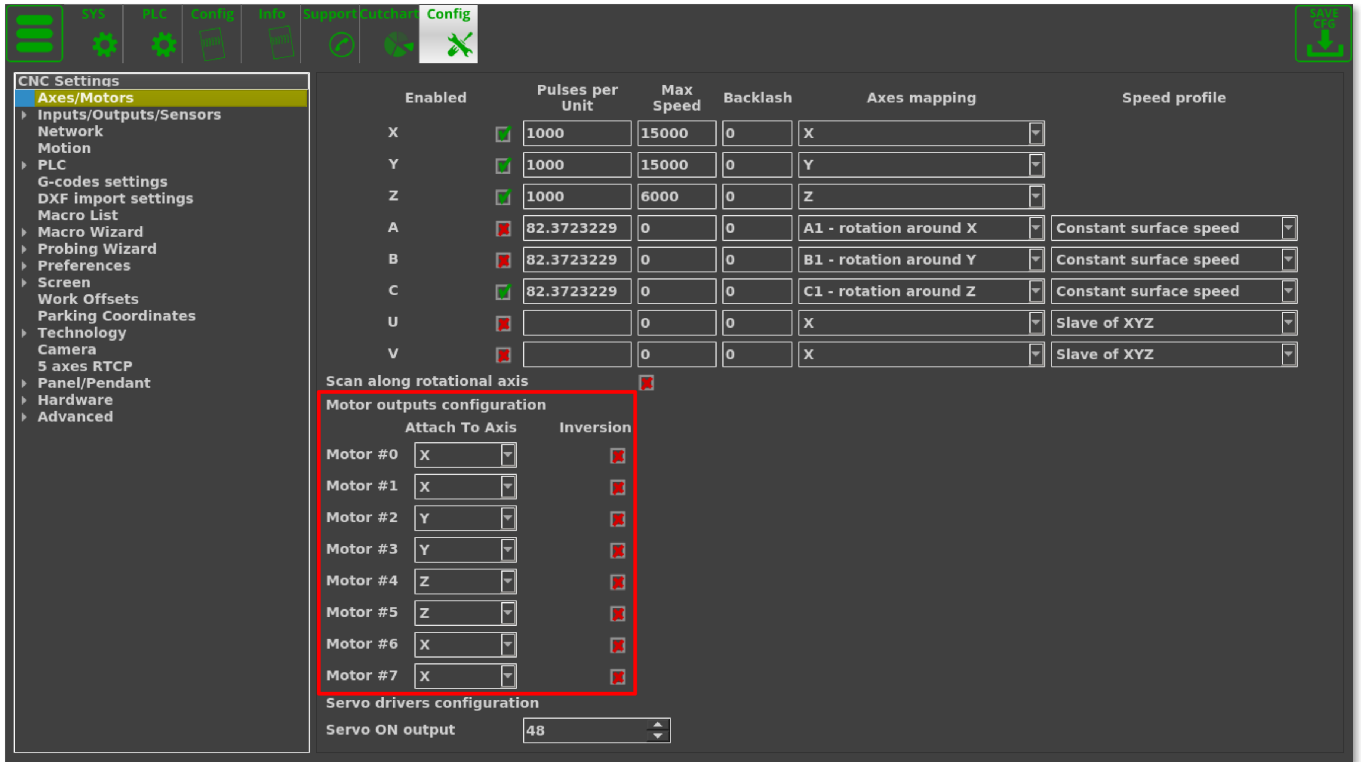 SYS PLC Config Info Support Cutchart Config
SAVE CFG
CNC Settings
Axes/Motors
Inputs/Outputs/Sensors
Network
Motion
PLC
G-codes settings
DXF import settings
Macro List
Macro Wizard
Probing Wizard
Preferences
Screen
Work Offsets
Parking Coordinates
Technology
Camera
5 axes RTCP
Panel/Pendant
Hardware
Advanced
Enabled Pulses per Unit Max Speed Backlash Axes mapping Speed profile
X 1000 15000 0 X
Y 1000 15000 0 Y
Z 1000 6000 0 Z
A 82.3723229 0 0 A1 - rotation around X Constant surface speed
B 82.3723229 0 0 B1 - rotation around Y Constant surface speed
C 82.3723229 0 0 C1 - rotation around Z Constant surface speed
U 0 0 X Slave of XYZ
V 0 0 X Slave of XYZ
Scan along rotational axis
Motor outputs configuration
Attach To Axis Inversion
Motor #0 X
Motor #1 X
Motor #2 Y
Motor #3 Y
Motor #4 Z
Motor #5 Z
Motor #6 X
Motor #7 X
Servo drivers configuration
Servo ON output 48